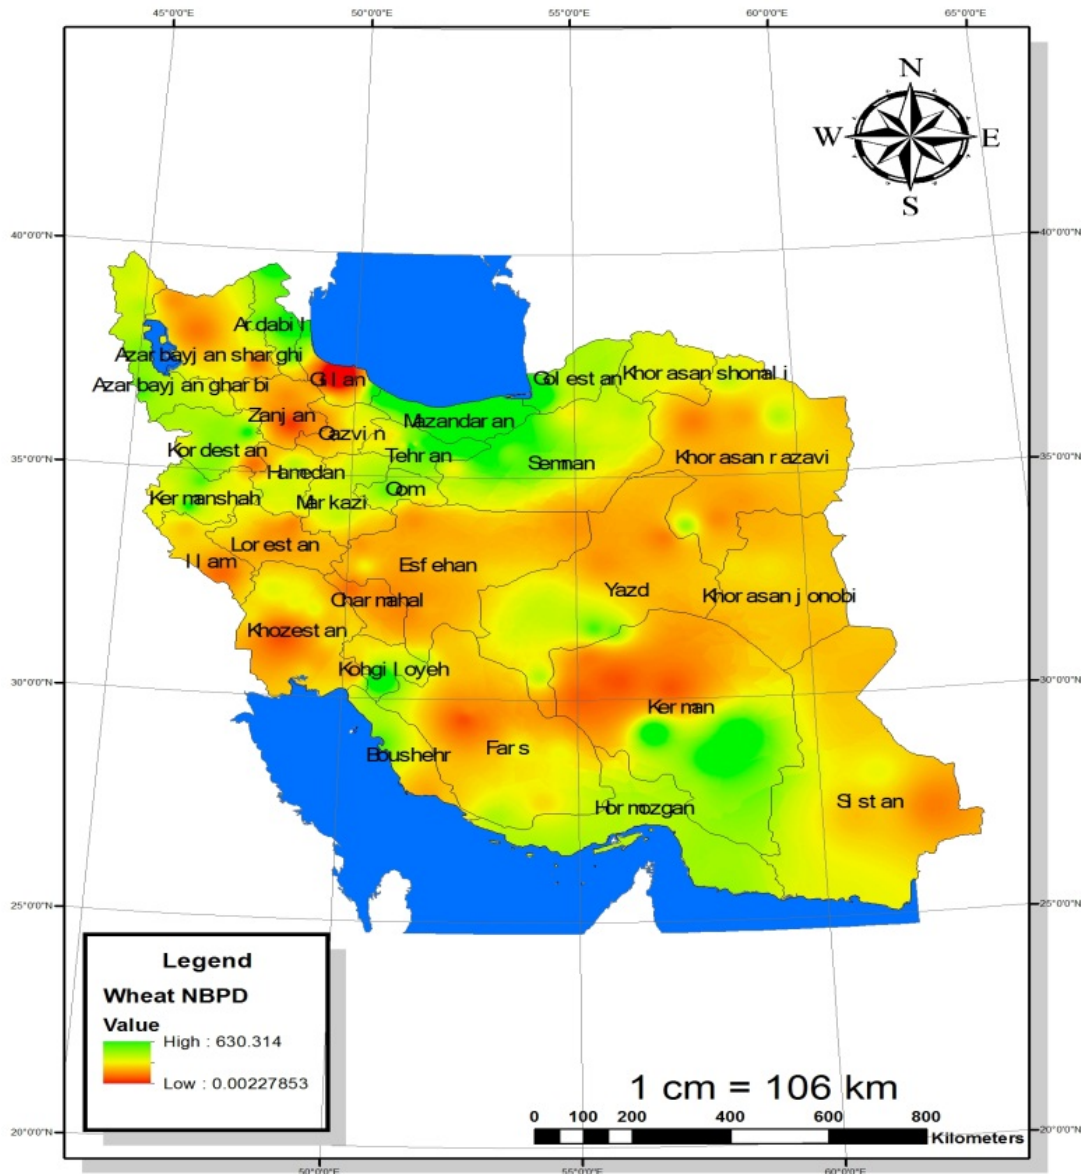 45°0'0"E 50°0'0"E 55°0'0"E 60°0'0"E 65°0'0"E
N
W E
S
40°0'0"N 40°0'0"N
Ardabil
Azarbayjan sharghi
Azarbayjan gharbi
Gilan
Golestan
Khorasan shomali
Zanjan
Mazandaran
Qazvin
Kordestan
Tehran
Semnan
Khorasan razavi
35°0'0"N 35°0'0"N
Hamedan
Qom
Kermanshah
Markazi
Lorestan
Ilam
Esfehan
Yazd
Charmahal
Khorasan jonobi
Khozestan
Kohgiloyeh
30°0'0"N 30°0'0"N
Kerman
Boushehr
Fars
Hormozgan
Sistan
25°0'0"N 25°0'0"N
Legend
Wheat NBPD
Value
High : 630.314
Low : 0.00227853
1 cm = 106 km
0 100 200 400 600 800
Kilometers
20°0'0"N 20°0'0"N
50°0'0"E 55°0'0"E 60°0'0"E